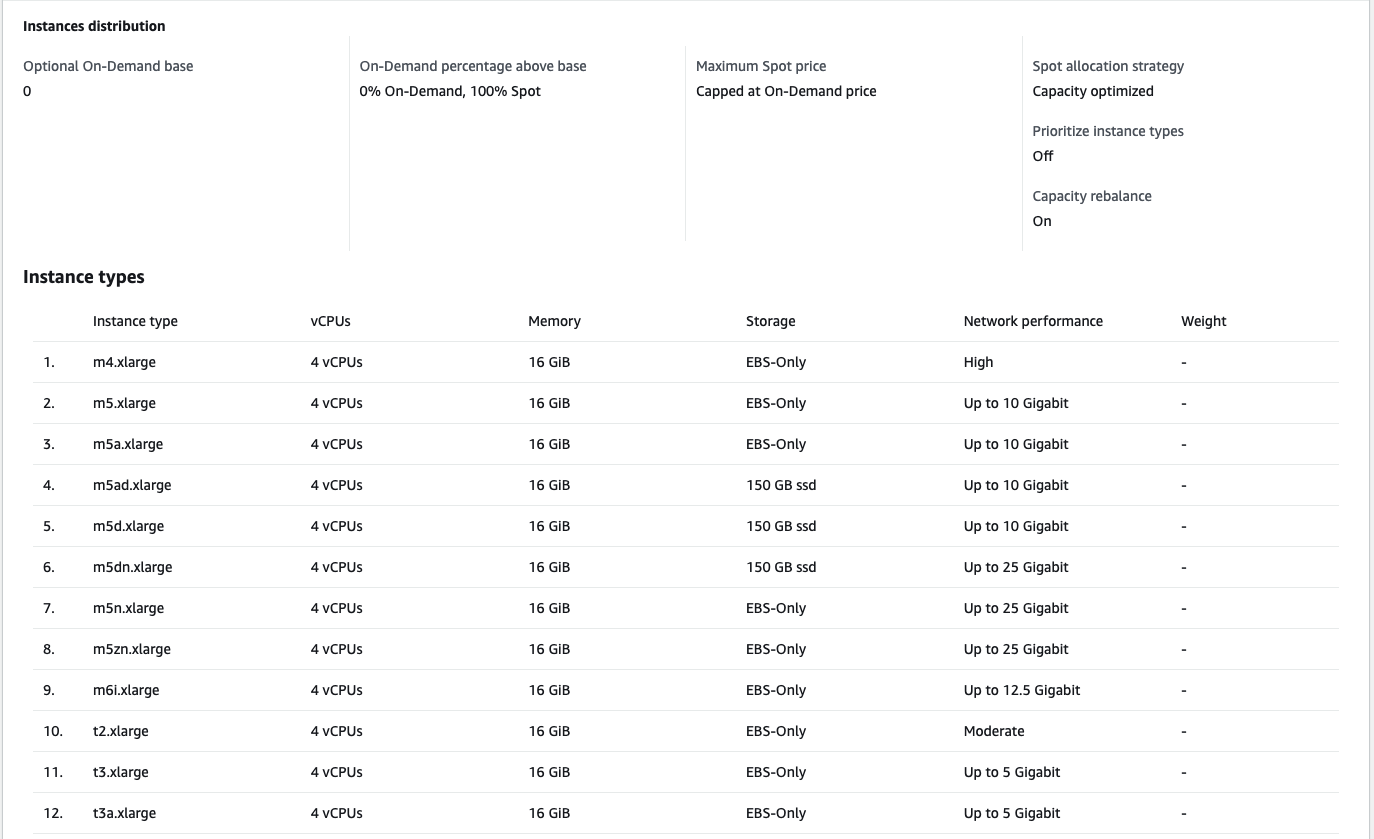 Instances distribution
Optional On-Demand base
0
On-Demand percentage above base
0% On-Demand, 100% Spot
Maximum Spot price
Capped at On-Demand price
Spot allocation strategy
Capacity optimized
Prioritize instance types
Off
Capacity rebalance
On
Instance types
Instance type vCPUs Memory Storage Network performance Weight
1. m4.xlarge 4 vCPUs 16 GiB EBS-Only High -
2. m5.xlarge 4 vCPUs 16 GiB EBS-Only Up to 10 Gigabit -
3. m5a.xlarge 4 vCPUs 16 GiB EBS-Only Up to 10 Gigabit -
4. m5ad.xlarge 4 vCPUs 16 GiB 150 GB ssd Up to 10 Gigabit -
5. m5d.xlarge 4 vCPUs 16 GiB 150 GB ssd Up to 10 Gigabit -
6. m5dn.xlarge 4 vCPUs 16 GiB 150 GB ssd Up to 25 Gigabit -
7. m5n.xlarge 4 vCPUs 16 GiB EBS-Only Up to 25 Gigabit -
8. m5zn.xlarge 4 vCPUs 16 GiB EBS-Only Up to 25 Gigabit -
9. m6i.xlarge 4 vCPUs 16 GiB EBS-Only Up to 12.5 Gigabit -
10. t2.xlarge 4 vCPUs 16 GiB EBS-Only Moderate -
11. t3.xlarge 4 vCPUs 16 GiB EBS-Only Up to 5 Gigabit -
12. t3a.xlarge 4 vCPUs 16 GiB EBS-Only Up to 5 Gigabit -